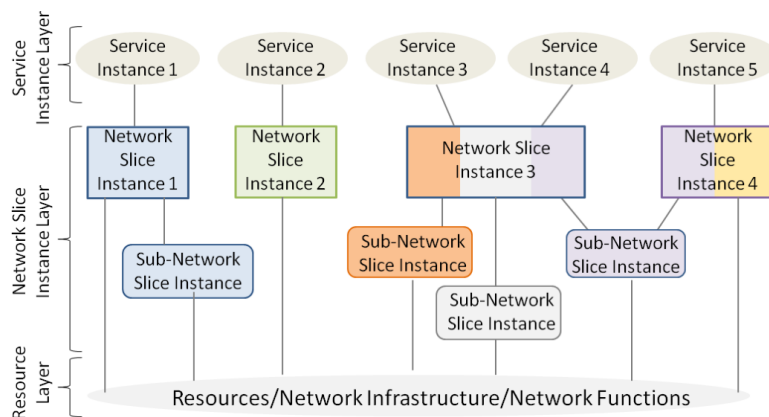 Service
Instance Layer
Service
Instance 1
Service
Instance 2
Service
Instance 3
Service
Instance 4
Service
Instance 5
Network Slice
Instance Layer
Network
Slice
Instance 1
Network
Slice
Instance 2
Network Slice
Instance 3
Network
Slice
Instance 4
Sub-Network
Slice Instance
Sub-Network
Slice Instance
Sub-Network
Slice Instance
Sub-Network
Slice Instance
Resource
Layer
Resources/Network Infrastructure/Network Functions